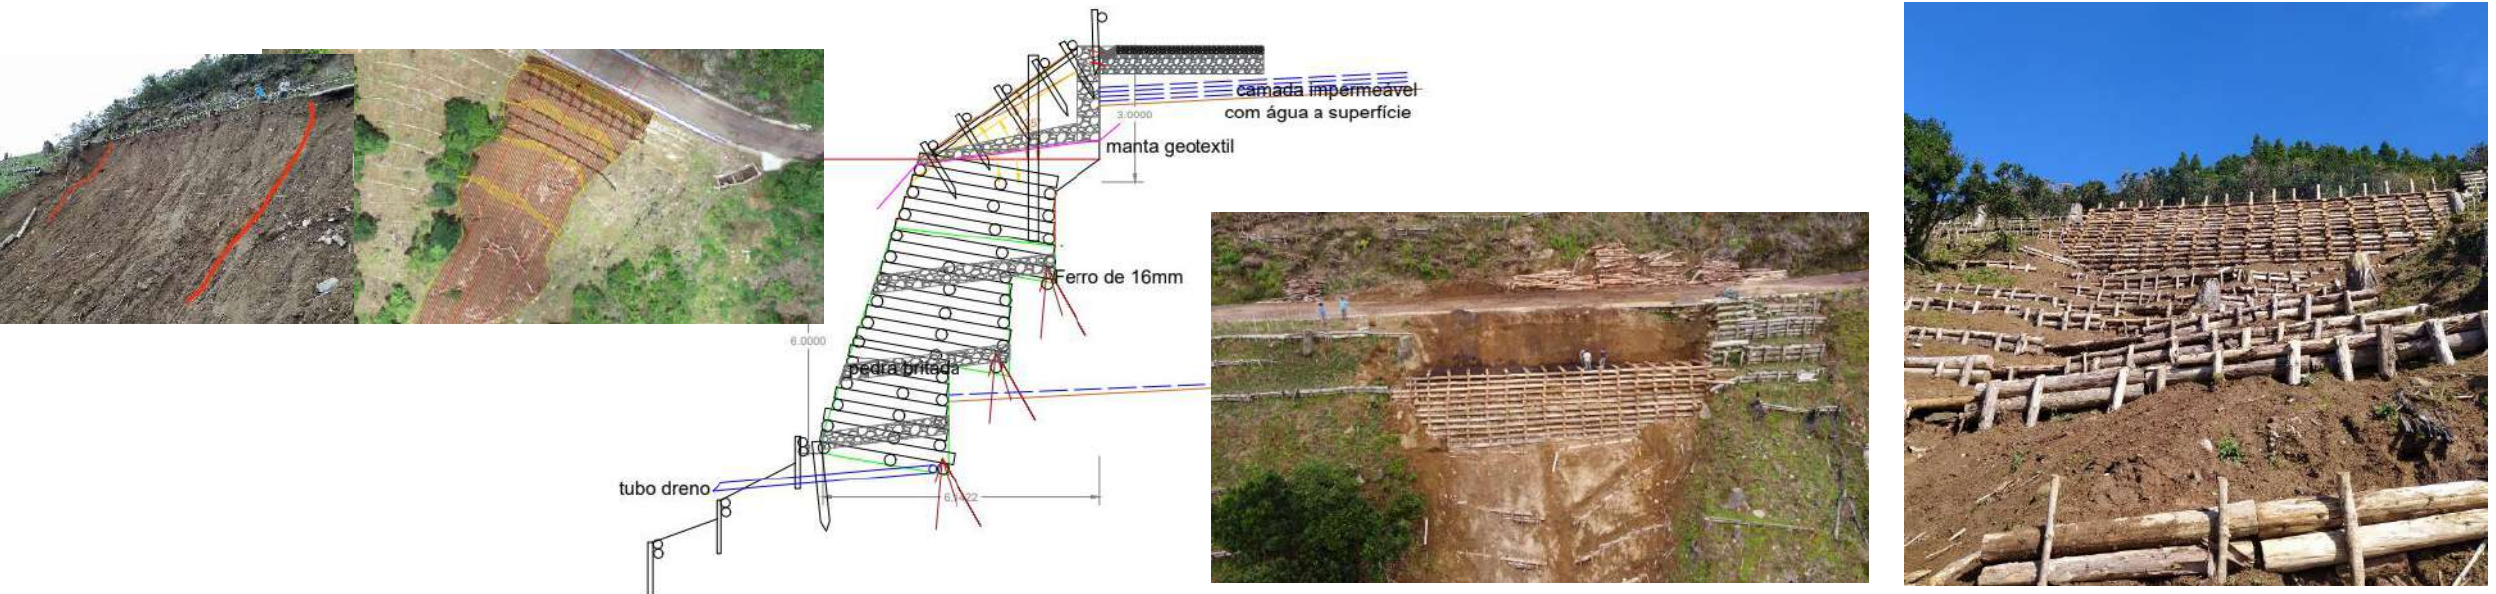 camada impermeável
com água a superfície
3.0000
manta geotextil
Ferro de 16mm
6.0000
pedra britada
tubo dreno